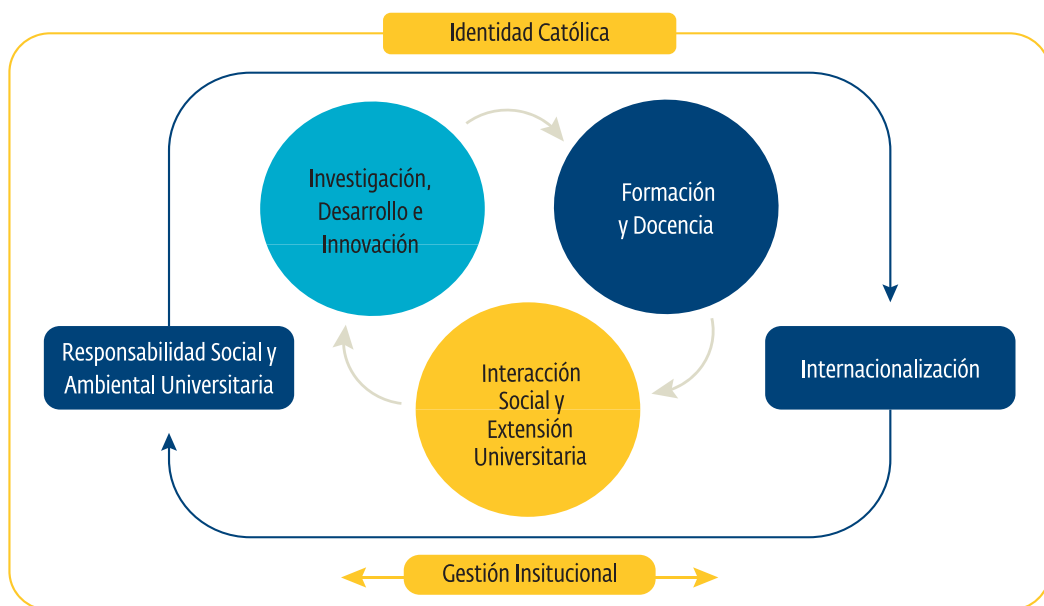 Identidad Católica
Investigación,
Desarrollo e
Innovación
Formación
y Docencia
Responsabilidad Social y
Ambiental Universitaria
Internacionalización
Interacción
Social y
Extensión
Universitaria
Gestión Insitucional